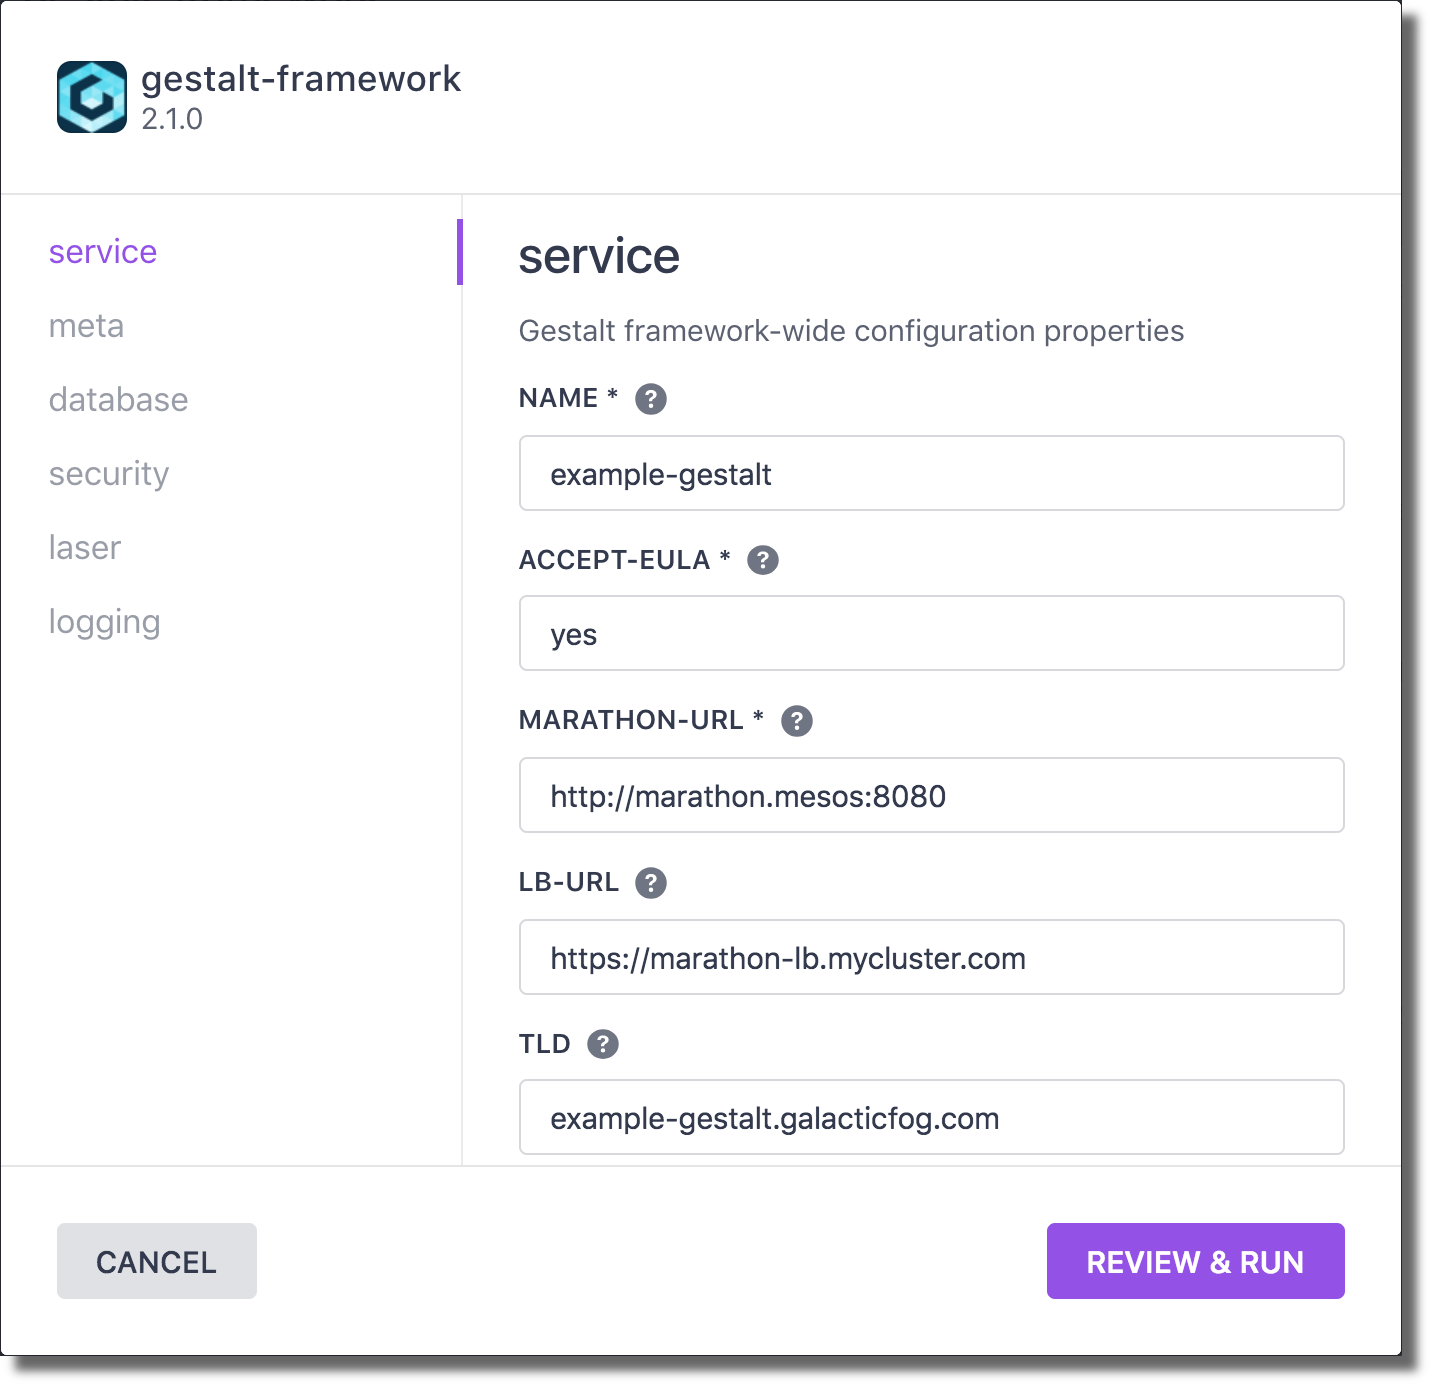 gestalt-framework
2.1.0
service
meta
database
security
laser
logging
service
Gestalt framework-wide configuration properties
NAME * ?
example-gestalt
ACCEPT-EULA * ?
yes
MARATHON-URL * ?
http://marathon.mesos:8080
LB-URL ?
https://marathon-lb.mycluster.com
TLD ?
example-gestalt.galacticfog.com
CANCEL
REVIEW & RUN